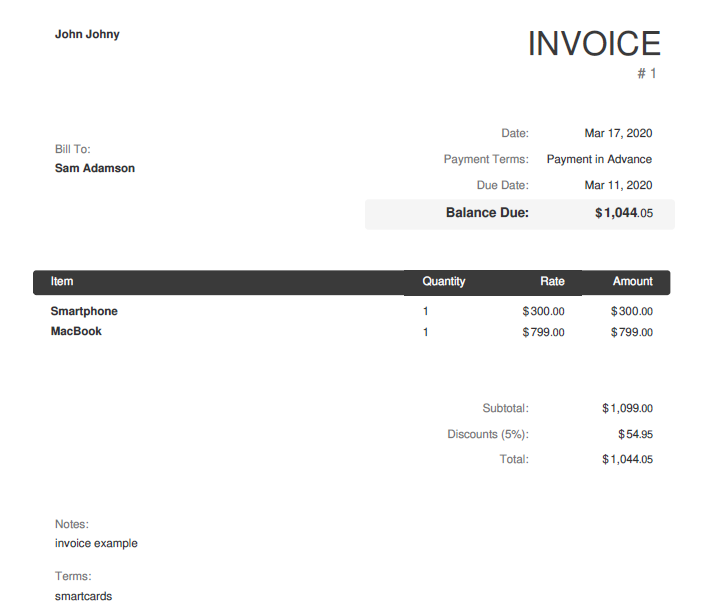 John Johny
INVOICE
# 1
Date: Mar 17, 2020
Bill To:
Payment Terms: Payment in Advance
Sam Adamson
Due Date: Mar 11, 2020
Balance Due: $1,044.05
Item Quantity Rate Amount
Smartphone 1 $300.00 $300.00
MacBook 1 $799.00 $799.00
Subtotal: $1,099.00
Discounts (5%): $54.95
Total: $1,044.05
Notes:
invoice example
Terms:
smartcards